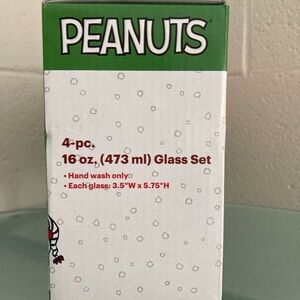 PEANUTS
4-pc.
16 oz. (473 ml) Glass Set
• Hand wash only
• Each glass: 3.5"W x 5.75"H